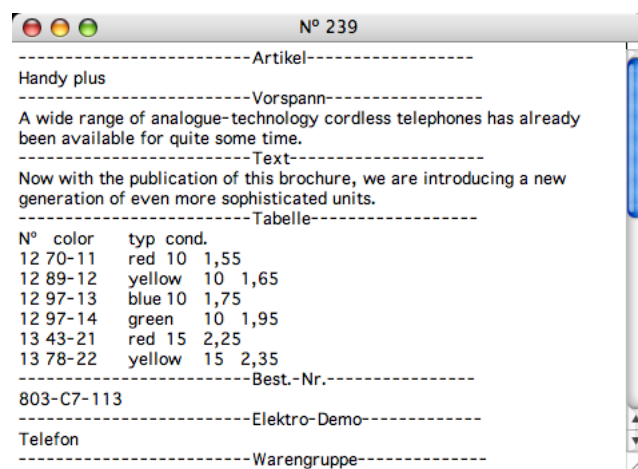 Nº 239
-------------------------Artikel------------------
Handy plus
-------------------------Vorspann-----------------
A wide range of analogue-technology cordless telephones has already
been available for quite some time.
-------------------------Text---------------------
Now with the publication of this brochure, we are introducing a new
generation of even more sophisticated units.
-------------------------Tabelle------------------
Nº color typ cond.
12 70-11 red 10 1,55
12 89-12 yellow 10 1,65
12 97-13 blue 10 1,75
12 97-14 green 10 1,95
13 43-21 red 15 2,25
13 78-22 yellow 15 2,35
-------------------------Best.-Nr.----------------
803-C7-113
-------------------------Elektro-Demo-------------
Telefon
-------------------------Warengruppe--------------